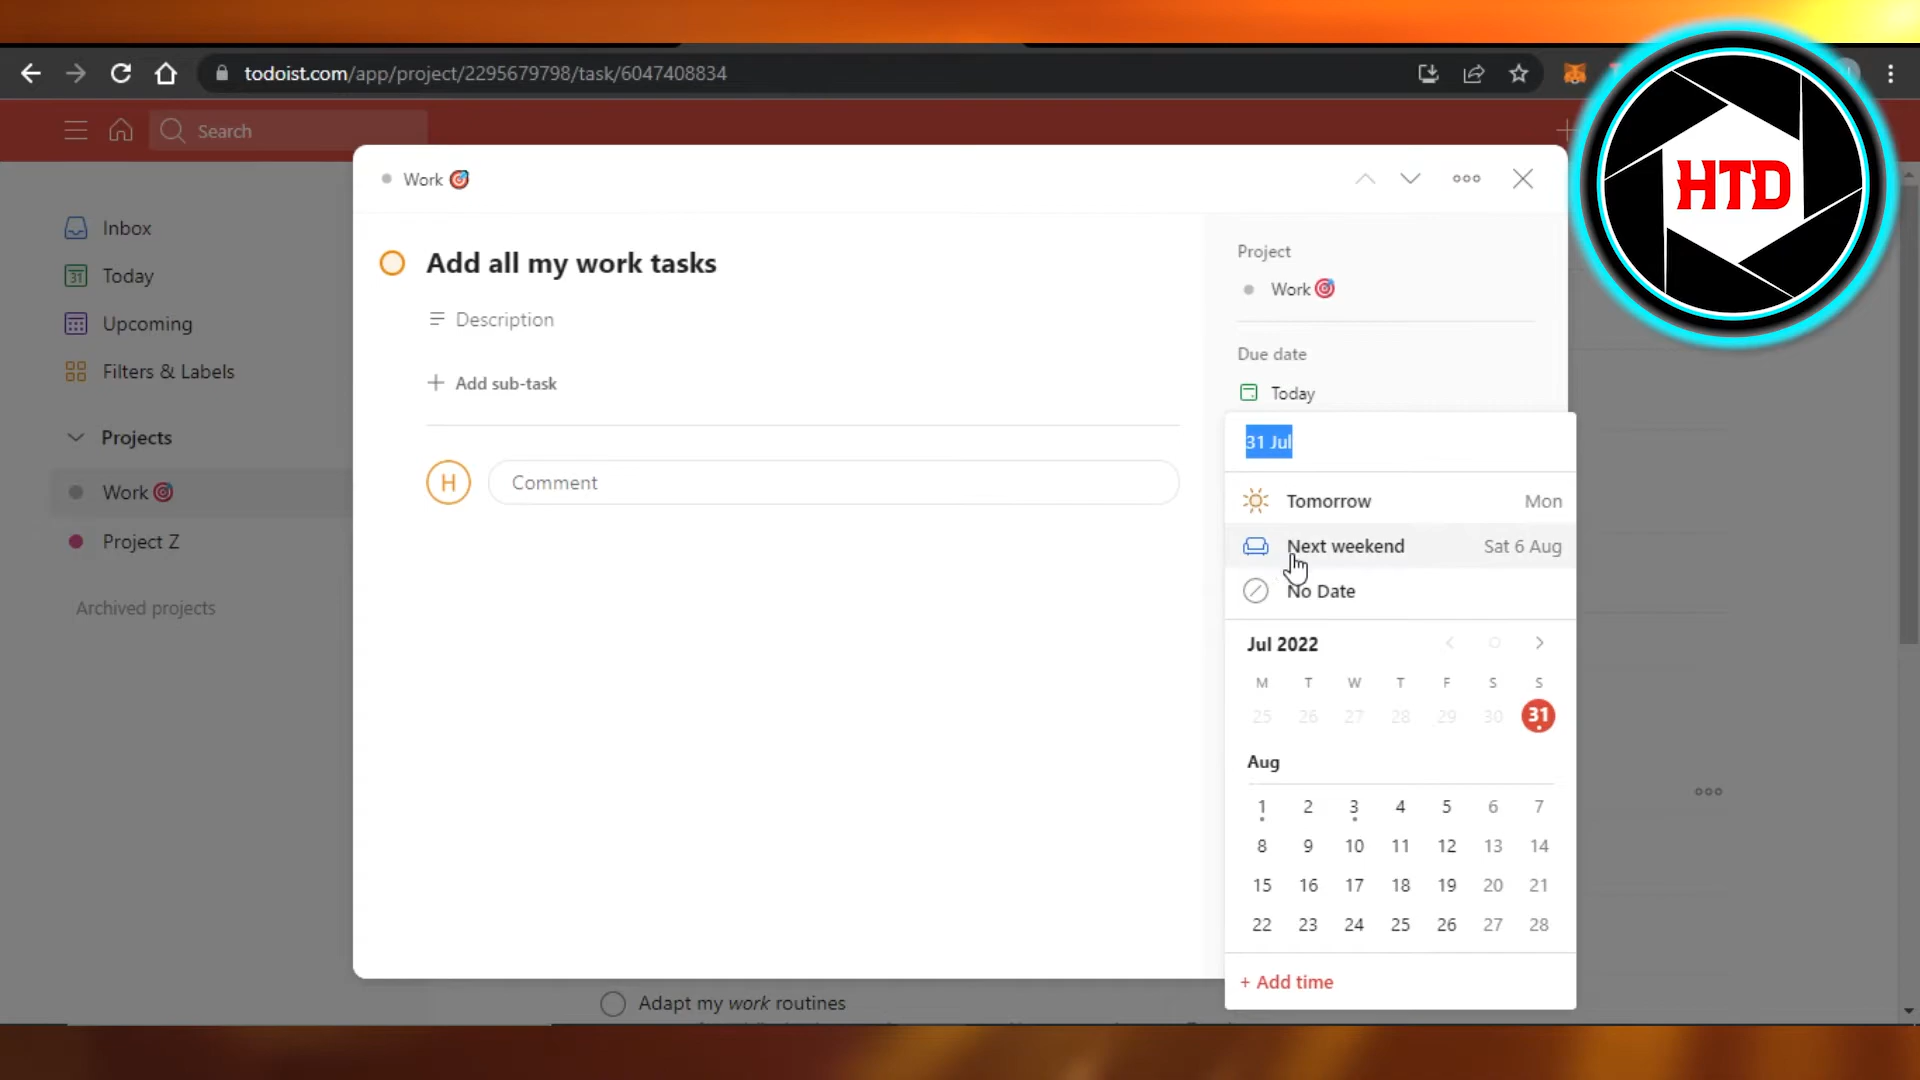 todoist.com/app/project/2295679798/task/6047408834
HTD
Search
Inbox
31 Today
Upcoming
Filters & Labels
Projects
Work
Project Z
Archived projects
Work
Add all my work tasks
Description
+ Add sub-task
H Comment
Project
Work
Due date
Today
31 Jul
Tomorrow Mon
Next weekend Sat 6 Aug
No Date
Jul 2022
M T W T F S S
25 26 27 28 29 30 31
Aug
1 2 3 4 5 6 7
8 9 10 11 12 13 14
15 16 17 18 19 20 21
22 23 24 25 26 27 28
+ Add time
Adapt my work routines